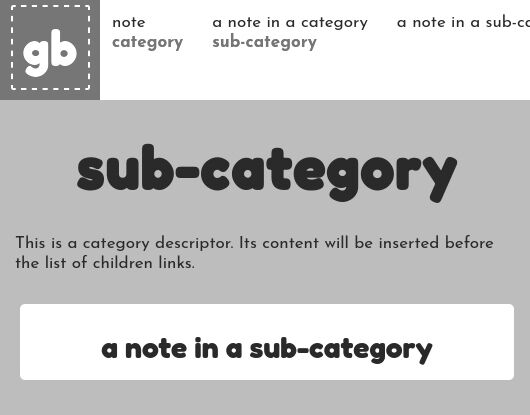 gb
note
category
a note in a category
sub-category
a note in a sub-c
sub-category
This is a category descriptor. Its content will be inserted before
the list of children links.
a note in a sub-category